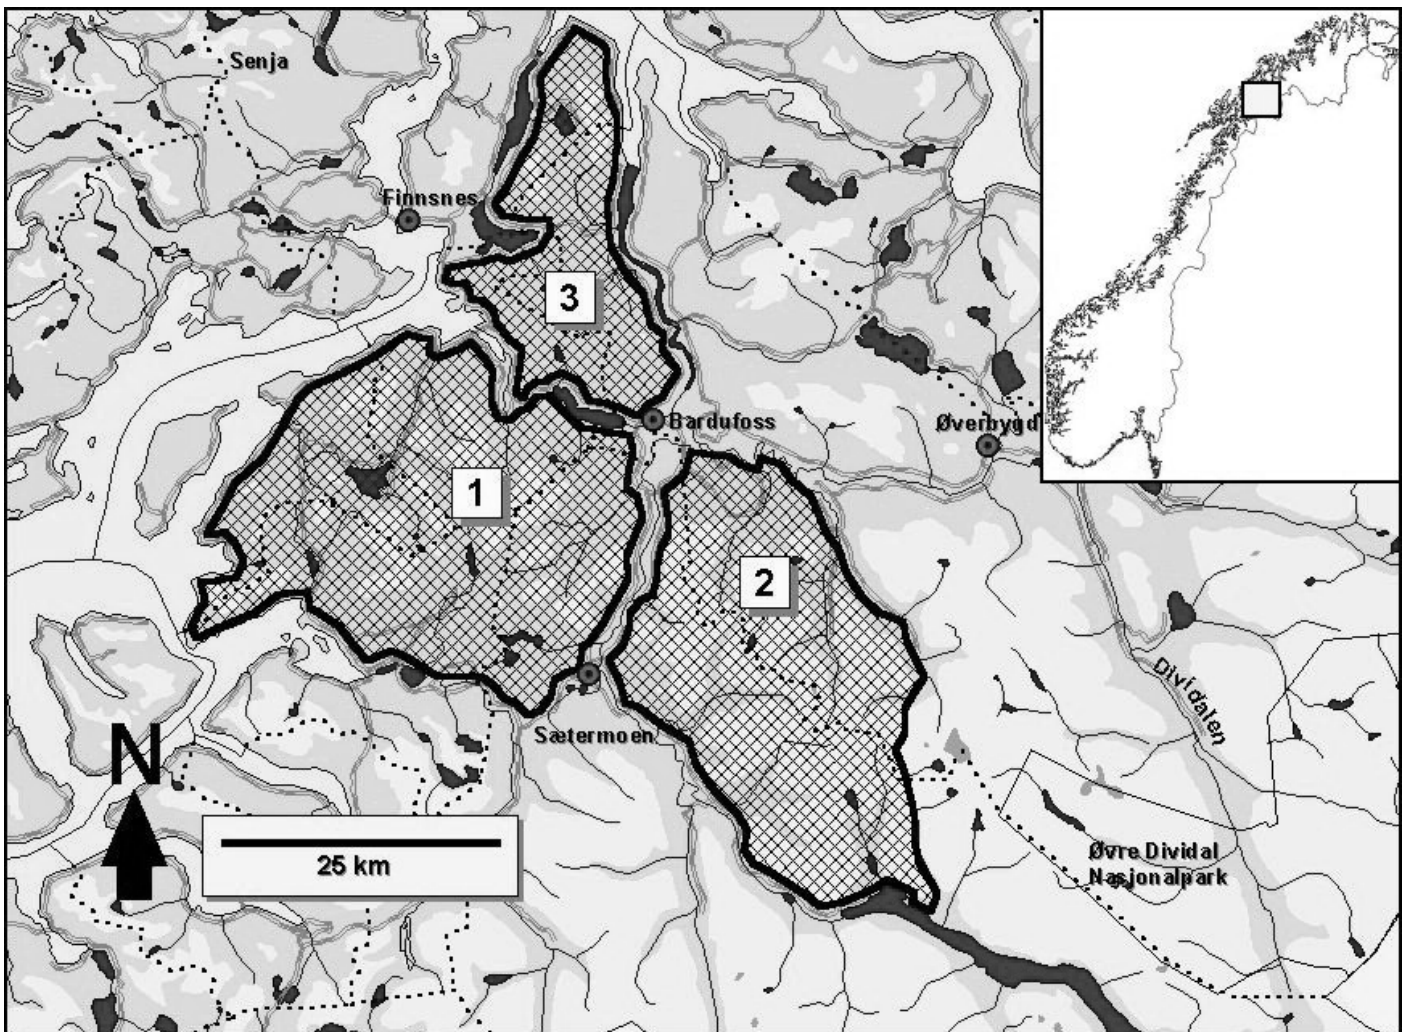 Senja
Finnsnes
3
Bardufoss
Øverbygd
1
2
Dividalen
Sætermoen
N
25 km
Øvre Dividal
Nasjonalpark